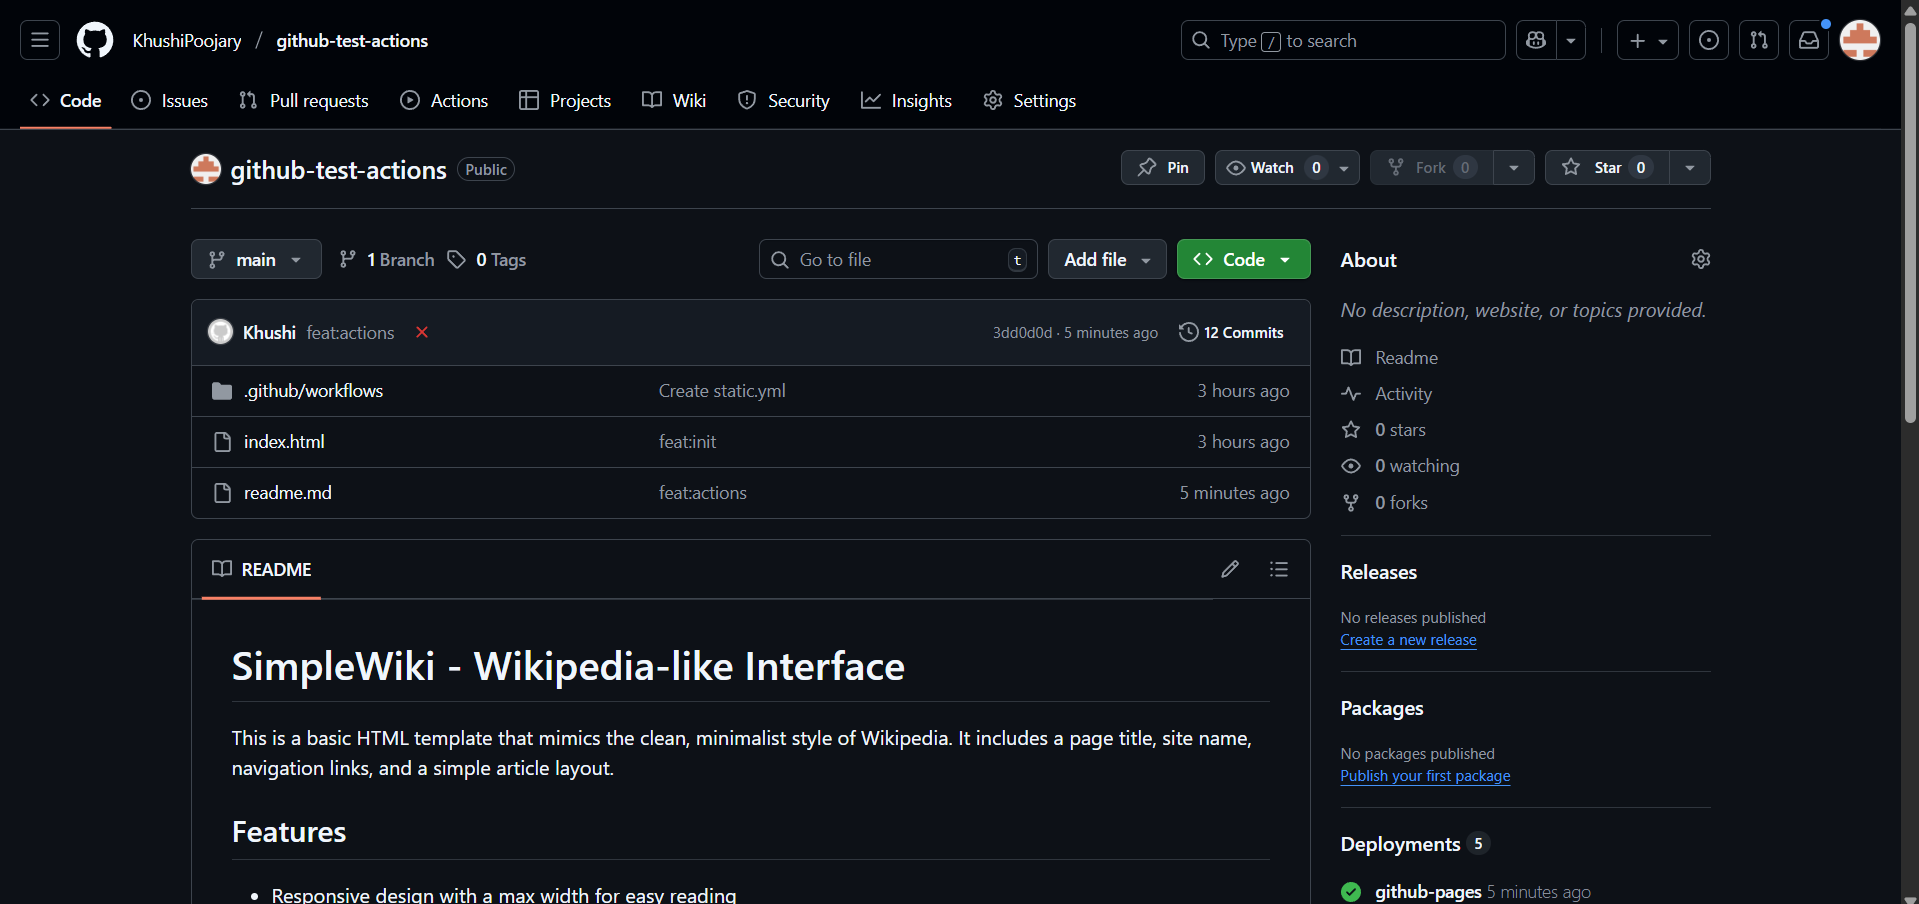 KhushiPoojary / github-test-actions
Type / to search
Code Issues Pull requests Actions Projects Wiki Security Insights Settings
github-test-actions Public
Pin Watch 0 Fork 0 Star 0
main 1 Branch 0 Tags
Go to file t Add file Code
Khushi feat:actions 3dd0d0d · 5 minutes ago 12 Commits
.github/workflows Create static.yml 3 hours ago
index.html feat:init 3 hours ago
readme.md feat:actions 5 minutes ago
README
SimpleWiki - Wikipedia-like Interface
This is a basic HTML template that mimics the clean, minimalist style of Wikipedia. It includes a page title, site name,
navigation links, and a simple article layout.
Features
• Responsive design with a max width for easy reading
About
No description, website, or topics provided.
Readme
Activity
0 stars
0 watching
0 forks
Releases
No releases published
Create a new release
Packages
No packages published
Publish your first package
Deployments 5
github-pages 5 minutes ago